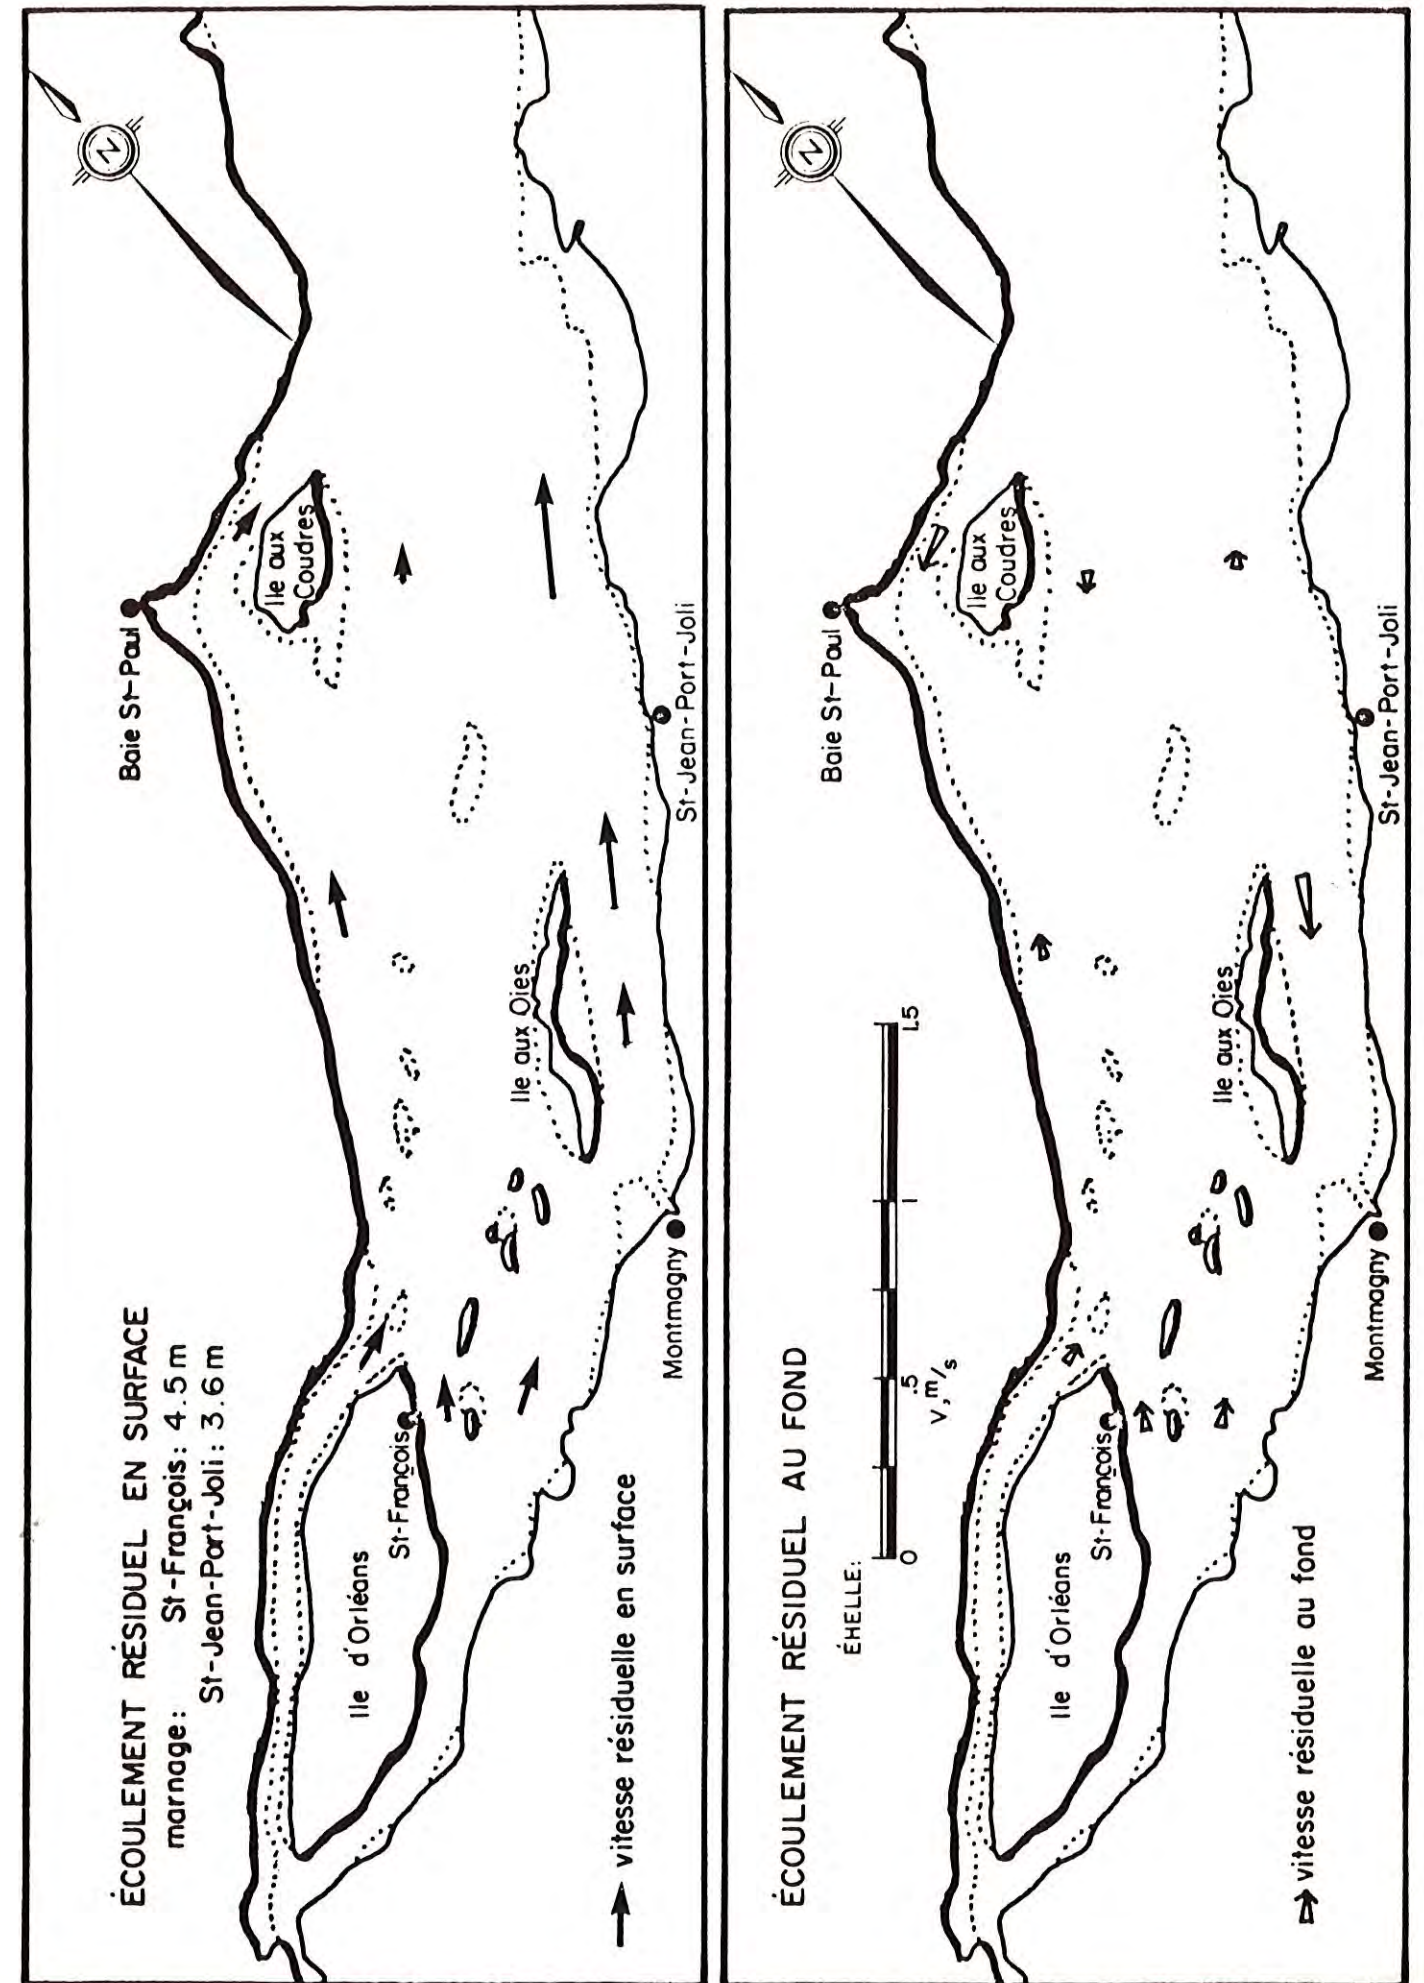 ÉCOULEMENT RÉSIDUEL EN SURFACE
marnage: St-François: 4.5 m
St-Jean-Port-Joli: 3.6 m
Baie St-Paul
Ile aux
Coudres
N
St-Jean-Port-Joli
Ile aux Oies
Montmagny
St-François
Ile d'Orléans
vitesse résiduelle en surface
ÉCOULEMENT RÉSIDUEL AU FOND
ÉHELLE:
0 .5 1 1.5
V, m/s
Baie St-Paul
Ile aux
Coudres
N
St-Jean-Port-Joli
Ile aux Oies
Montmagny
St-François
Ile d'Orléans
vitesse résiduelle au fond